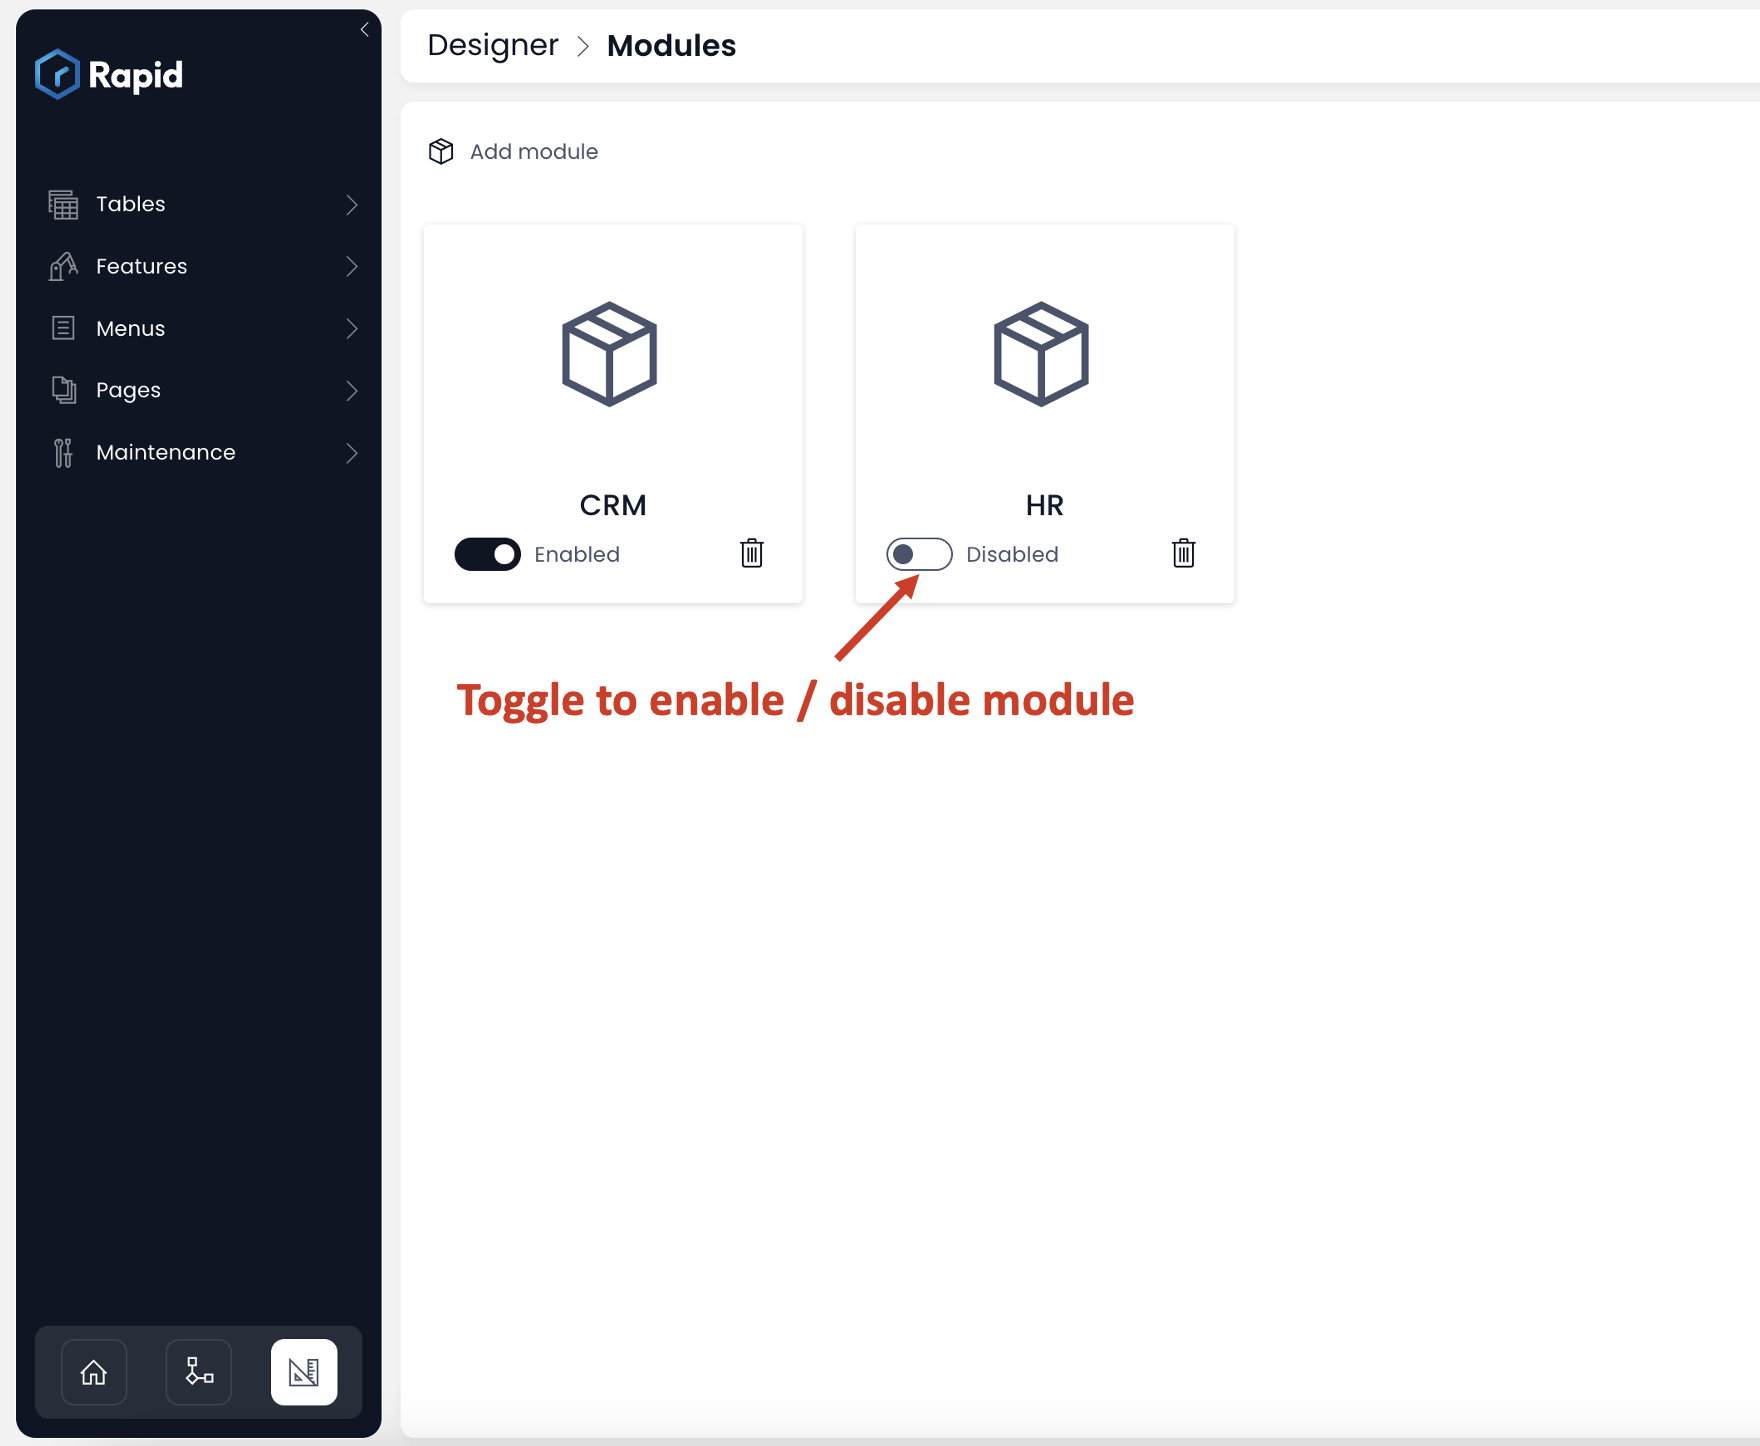 Rapid
Tables
Features
Menus
Pages
Maintenance
Designer > Modules
Add module
CRM
Enabled
HR
Disabled
Toggle to enable / disable module